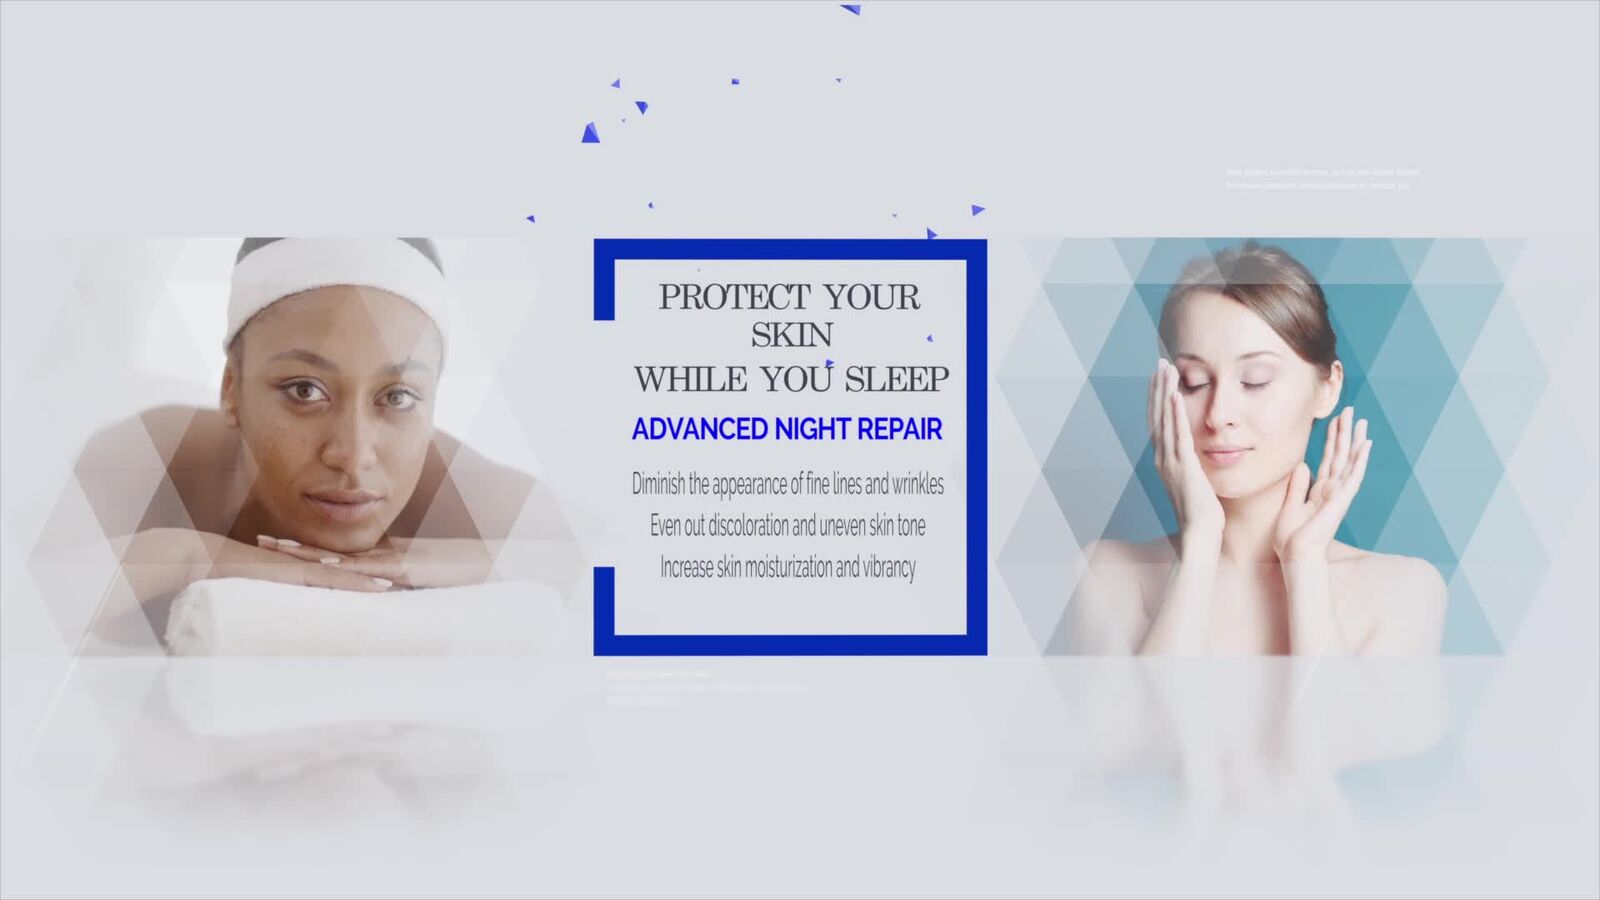 PROTECT YOUR
SKIN
WHILE YOU SLEEP
ADVANCED NIGHT REPAIR
Diminish the appearance of fine lines and wrinkles
Even out discoloration and uneven skin tone
Increase skin moisturization and vibrancy